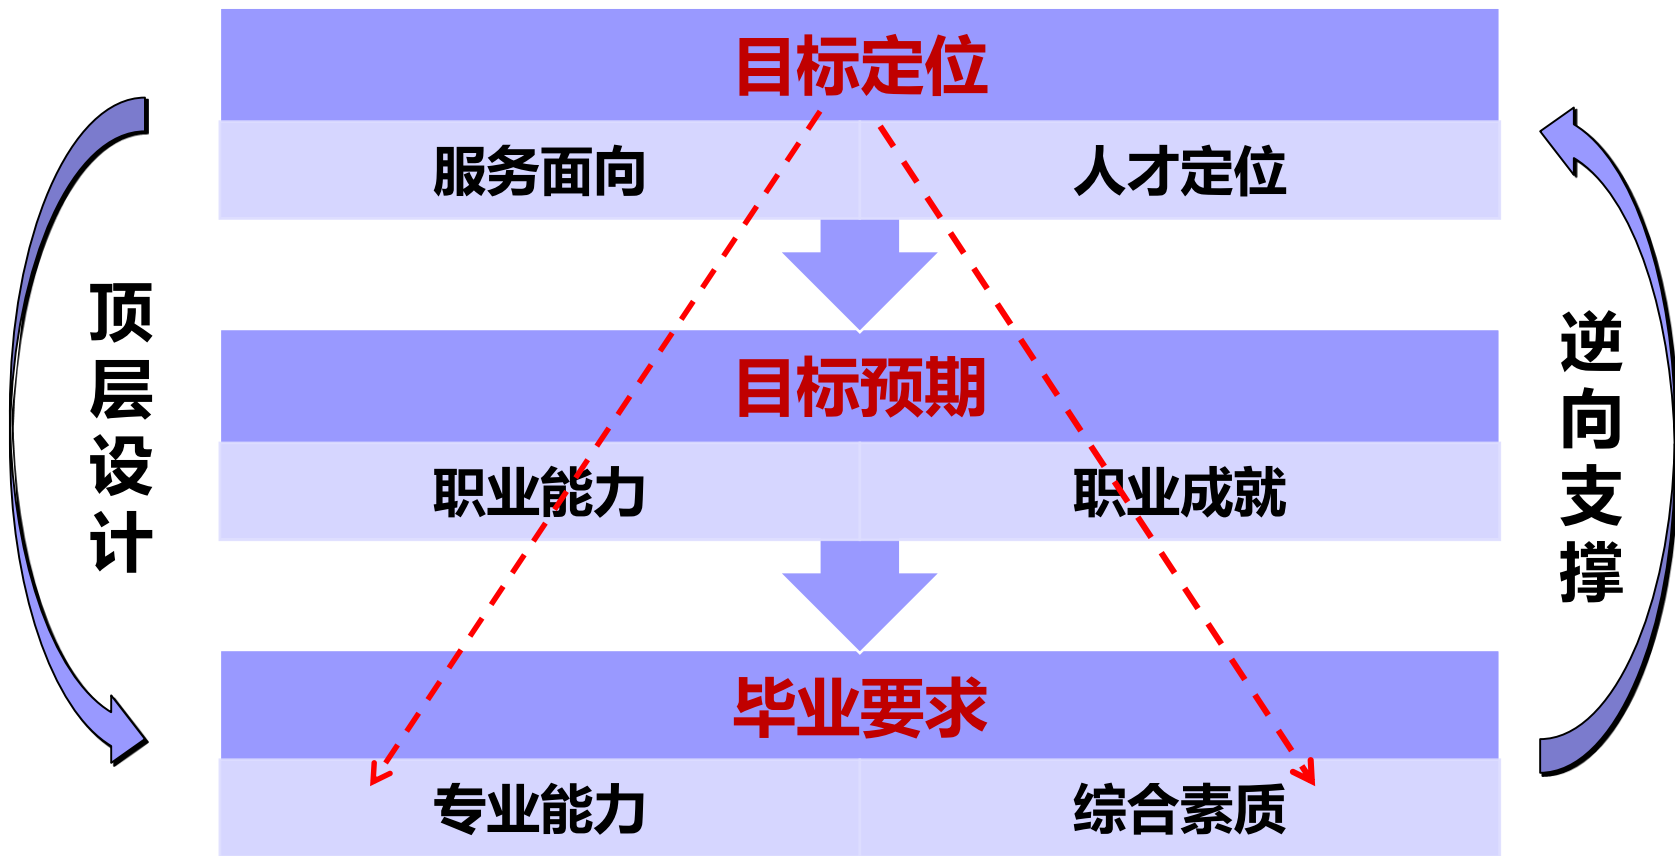 目标定位
服务面向
人才定位
目标预期
职业能力
职业成就
毕业要求
专业能力
综合素质
顶层设计
逆向支撑